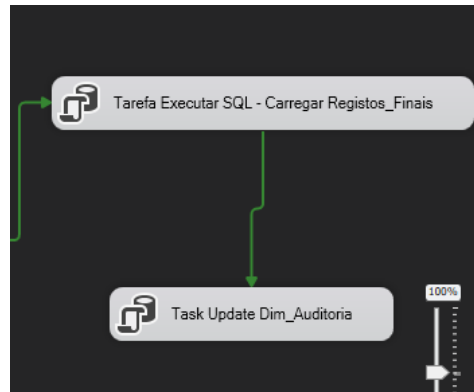 Tarefa Executar SQL - Carregar Registos_Finais
Task Update Dim_Auditoria
100%